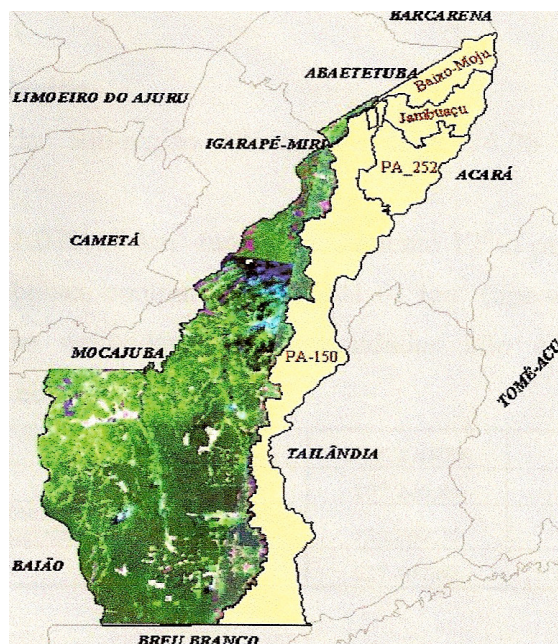 BARCARENA
ABAETETUBA
Baixo-Moju
LIMOEIRO DO AJURU
Jambuaçu
IGARAPÉ-MIRI
PA_252
ACARÁ
CAMETÁ
MOCAJUBA
PA-150
TOMÉ-AÇU
TAILÂNDIA
BAIÃO
BREU BRANCO